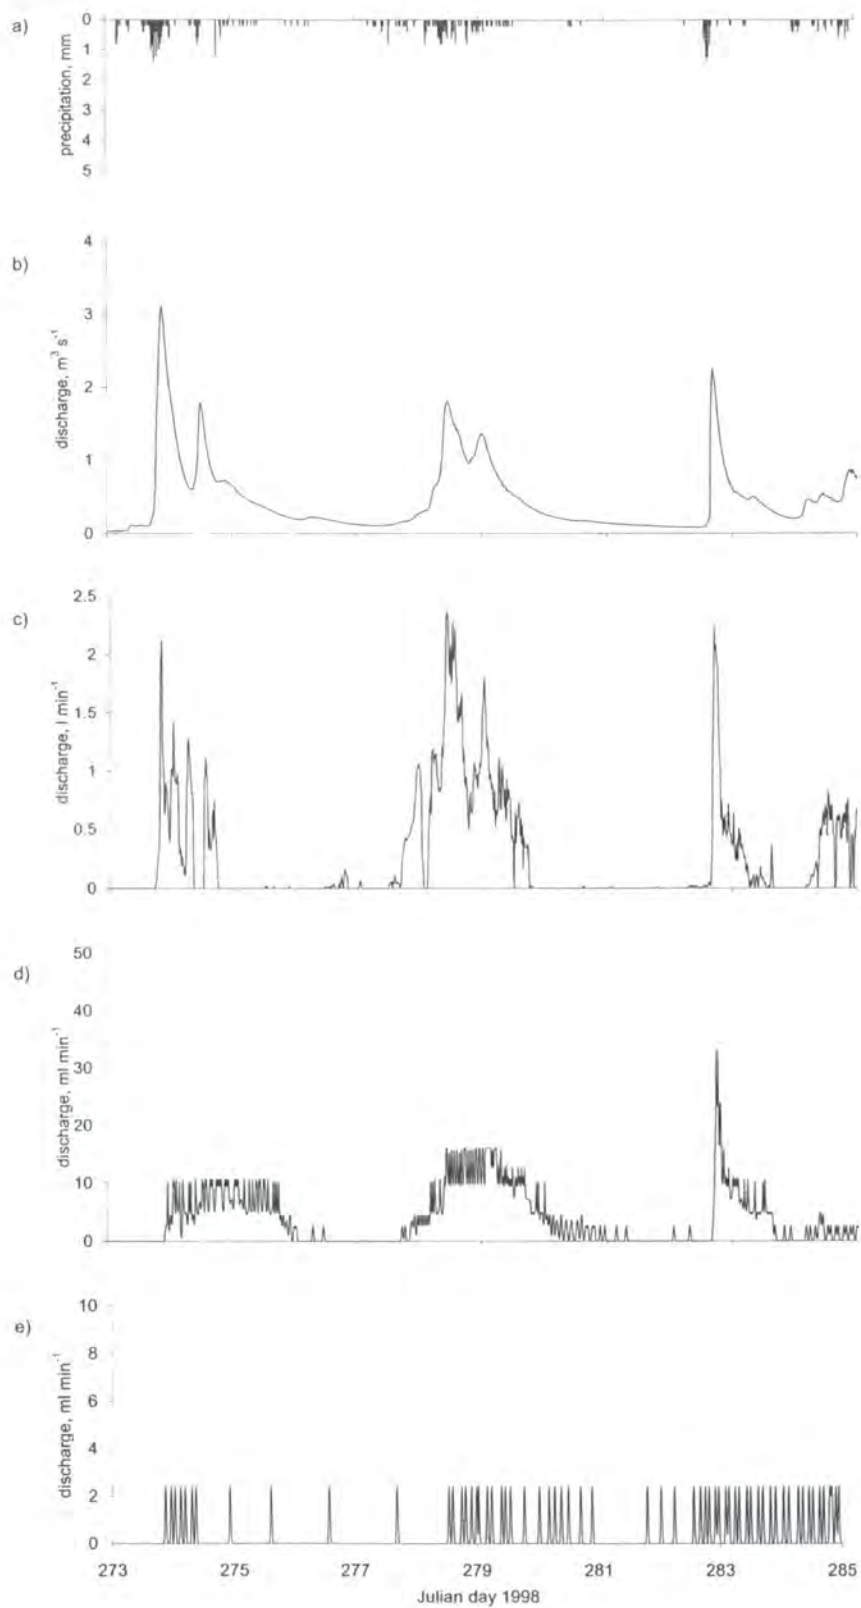 a)
precipitation, mm
0
1
2
3
4
5
b)
discharge, m³ s⁻¹
4
3
2
1
0
c)
discharge, l min⁻¹
2.5
2
1.5
1
0.5
0
d)
discharge, ml min⁻¹
50
40
30
20
10
0
e)
discharge, ml min⁻¹
10
8
6
4
2
0
273 275 277 279 281 283 285
Julian day 1998